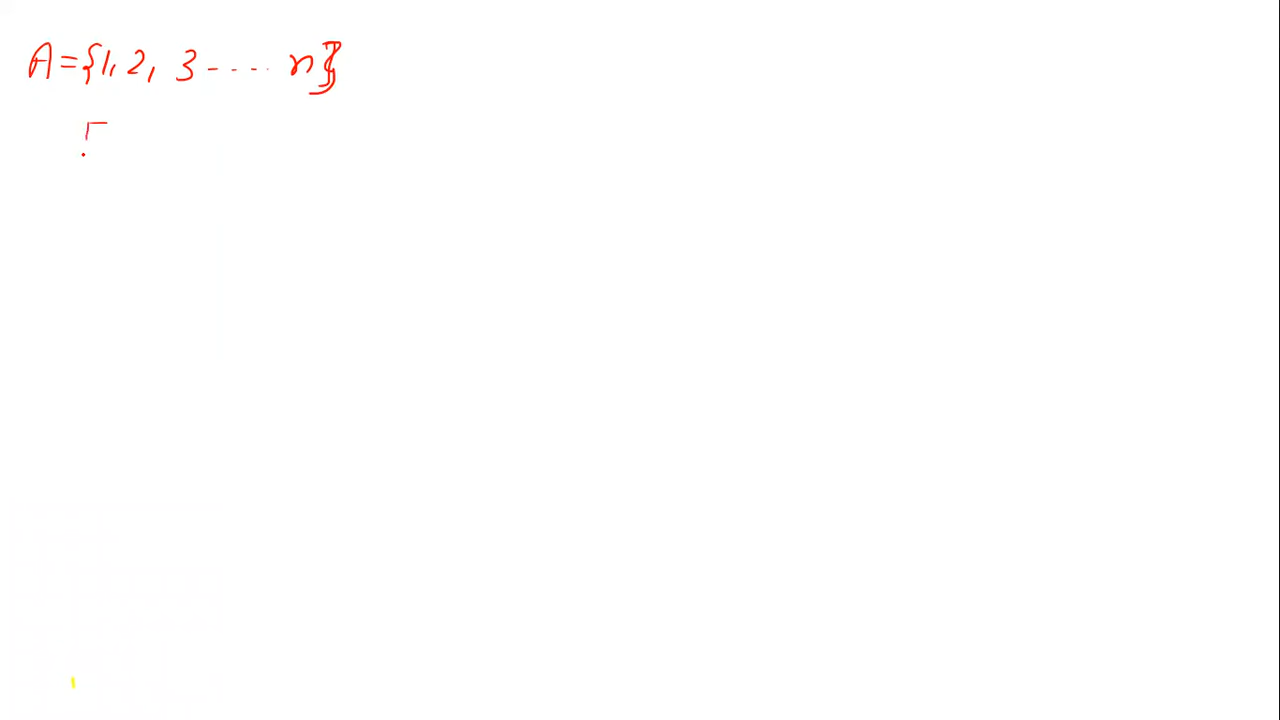 A={1, 2, 3 ---- n}